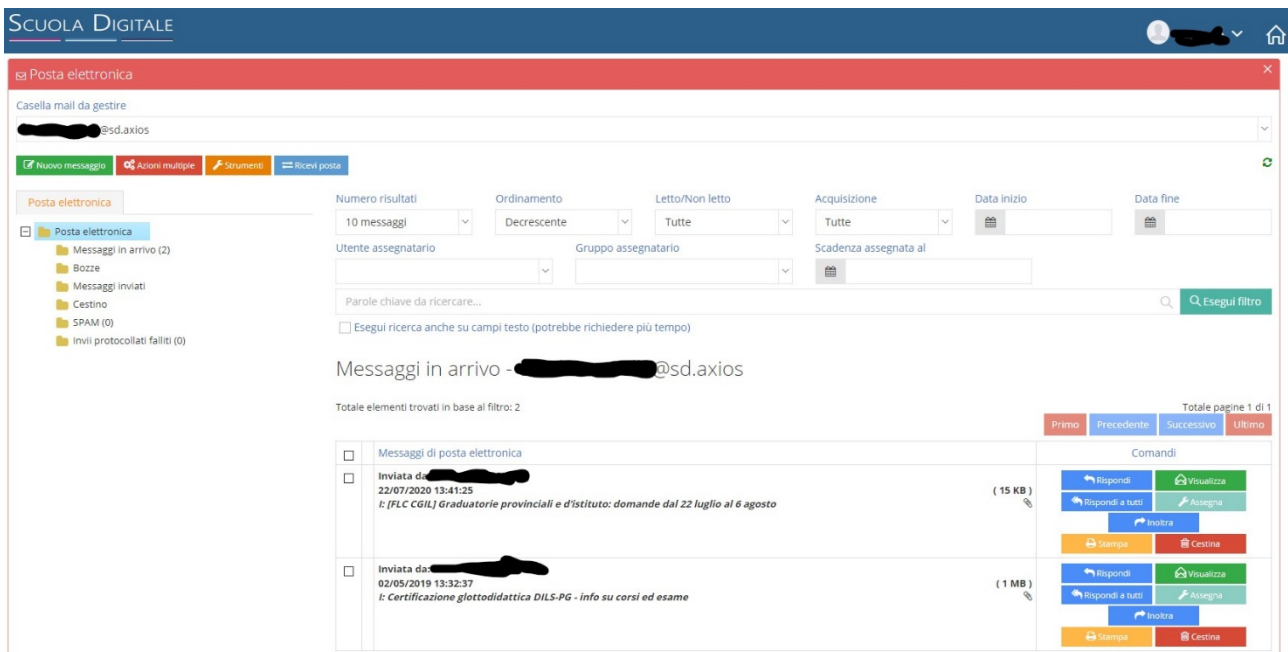 SCUOLA DIGITALE
Posta elettronica
Casella mail da gestire
@sd.axios
Nuovo messaggio Azioni multiple Strumenti Ricevi posta
Posta elettronica
Posta elettronica
Messaggi in arrivo (2)
Bozze
Messaggi inviati
Cestino
SPAM (0)
Invii protocollati falliti (0)
Numero risultati Ordinamento Letto/Non letto Acquisizione Data inizio Data fine
10 messaggi Decrescente Tutte Tutte
Utente assegnatario Gruppo assegnatario Scadenza assegnata al
Parole chiave da ricercare... Esegui filtro
Esegui ricerca anche su campi testo (potrebbe richiedere più tempo)
Messaggi in arrivo - @sd.axios
Totale elementi trovati in base al filtro: 2 Totale pagine 1 di 1
Primo Precedente Successivo Ultimo
Messaggi di posta elettronica Comandi
Inviata da:
22/07/2020 13:41:25 ( 15 KB )
I: [FLC CGIL] Graduatorie provinciali e d'istituto: domande dal 22 luglio al 6 agosto
Rispondi Visualizza
Rispondi a tutti Assegna
Inoltra
Stampa Cestina
Inviata da:
02/05/2019 13:32:37 ( 1 MB )
I: Certificazione glottodidattica DILS-PG - info su corsi ed esame
Rispondi Visualizza
Rispondi a tutti Assegna
Inoltra
Stampa Cestina